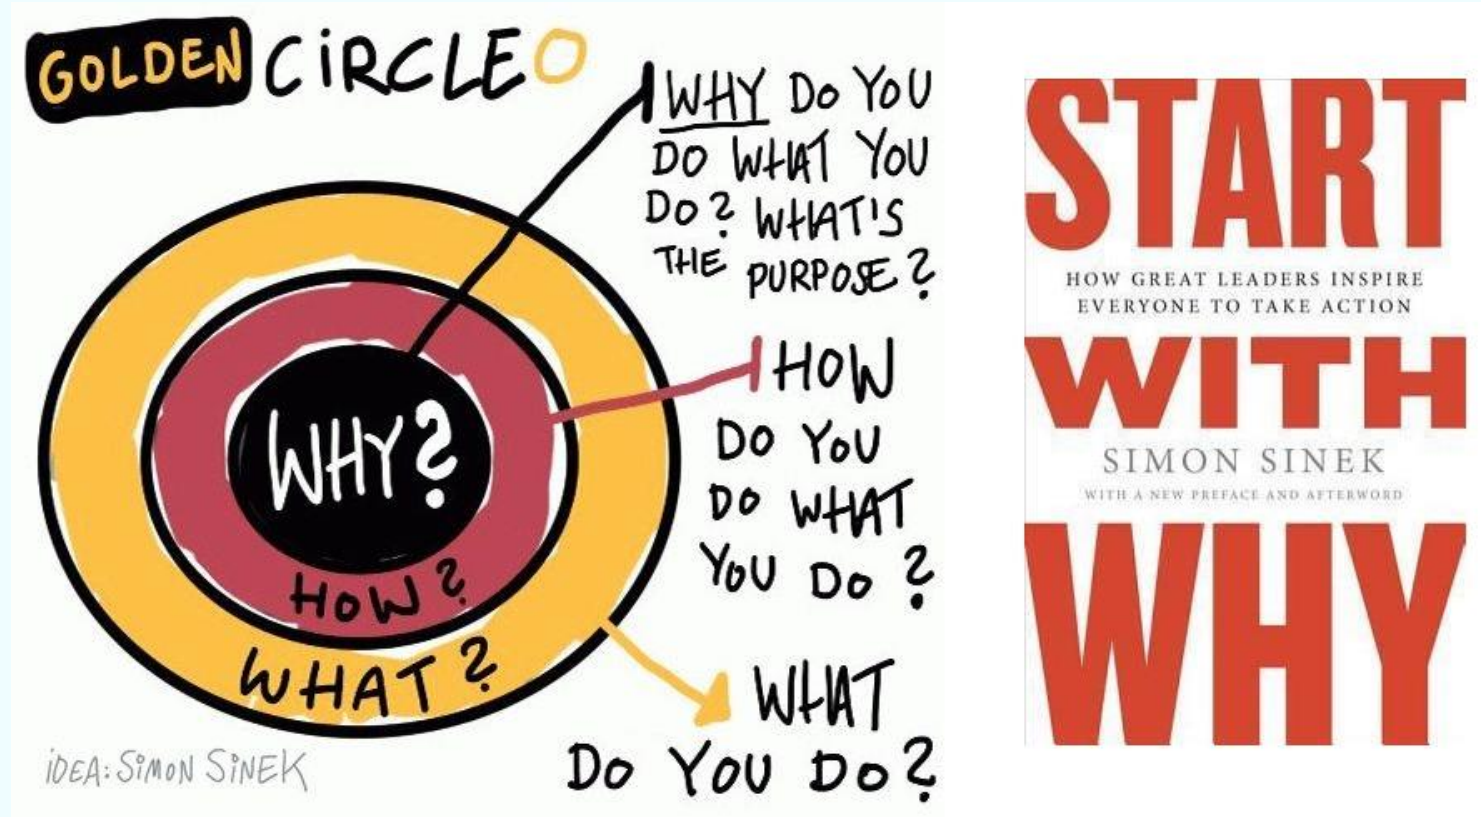 GOLDEN CiRCLE
WHY DO YOU
DO WHAT YOU
DO? WHAT'S
THE PURPOSE?
HOW
DO YOU
DO WHAT
YOU DO?
WHAT
DO YOU DO?
WHY?
HOW?
WHAT?
iDEA: SiMON SiNEK
START
HOW GREAT LEADERS INSPIRE
EVERYONE TO TAKE ACTION
WITH
SIMON SINEK
WITH A NEW PREFACE AND AFTERWORD
WHY